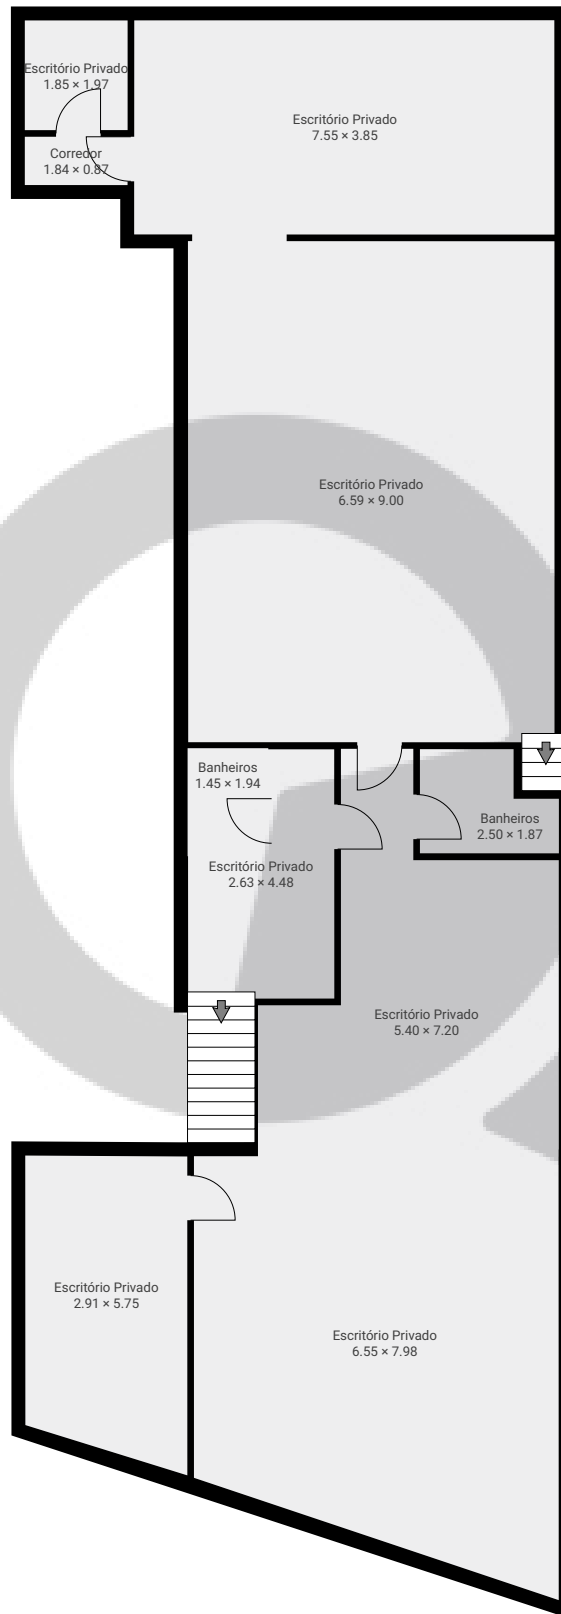 Escritório Privado
1.85 × 1.97
Escritório Privado
7.55 × 3.85
Corredor
1.84 × 0.87
Escritório Privado
6.59 × 9.00
Banheiros
1.45 × 1.94
Banheiros
2.50 × 1.87
Escritório Privado
2.63 × 4.48
Escritório Privado
5.40 × 7.20
Escritório Privado
2.91 × 5.75
Escritório Privado
6.55 × 7.98